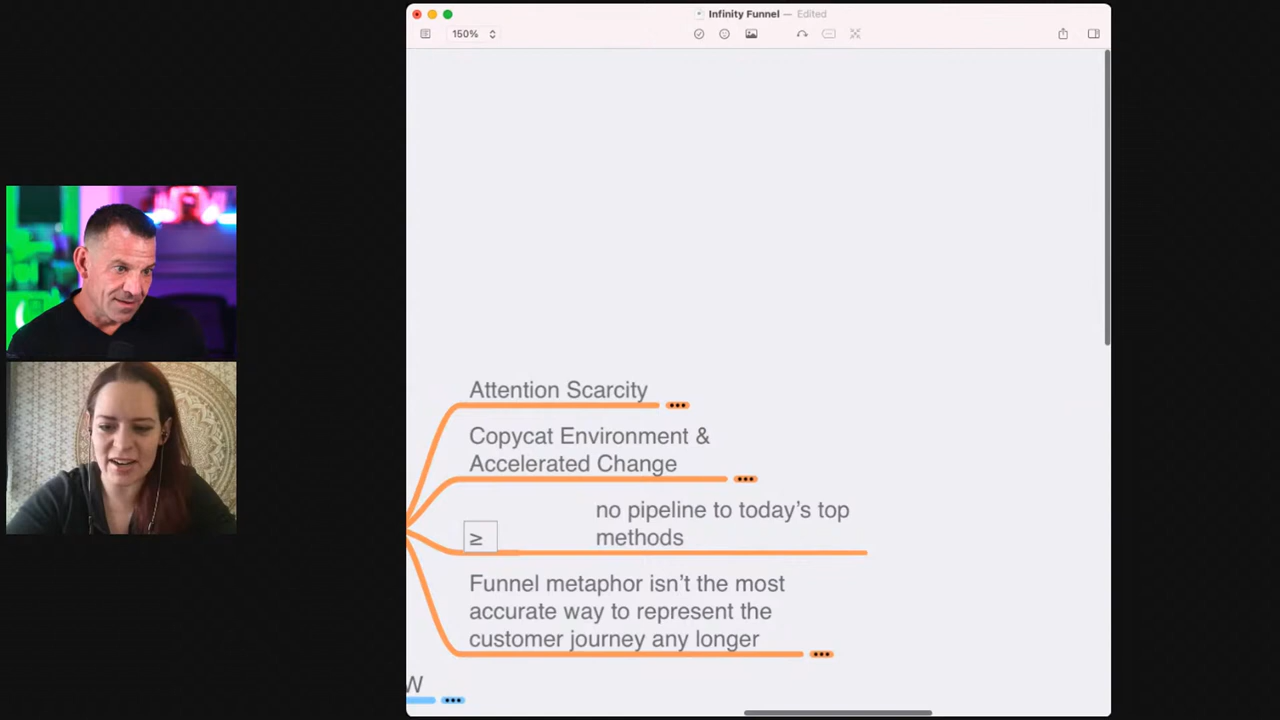 Infinity Funnel — Edited
150%
Attention Scarcity
Copycat Environment &
Accelerated Change
no pipeline to today’s top
methods
≥
Funnel metaphor isn’t the most
accurate way to represent the
customer journey any longer
W